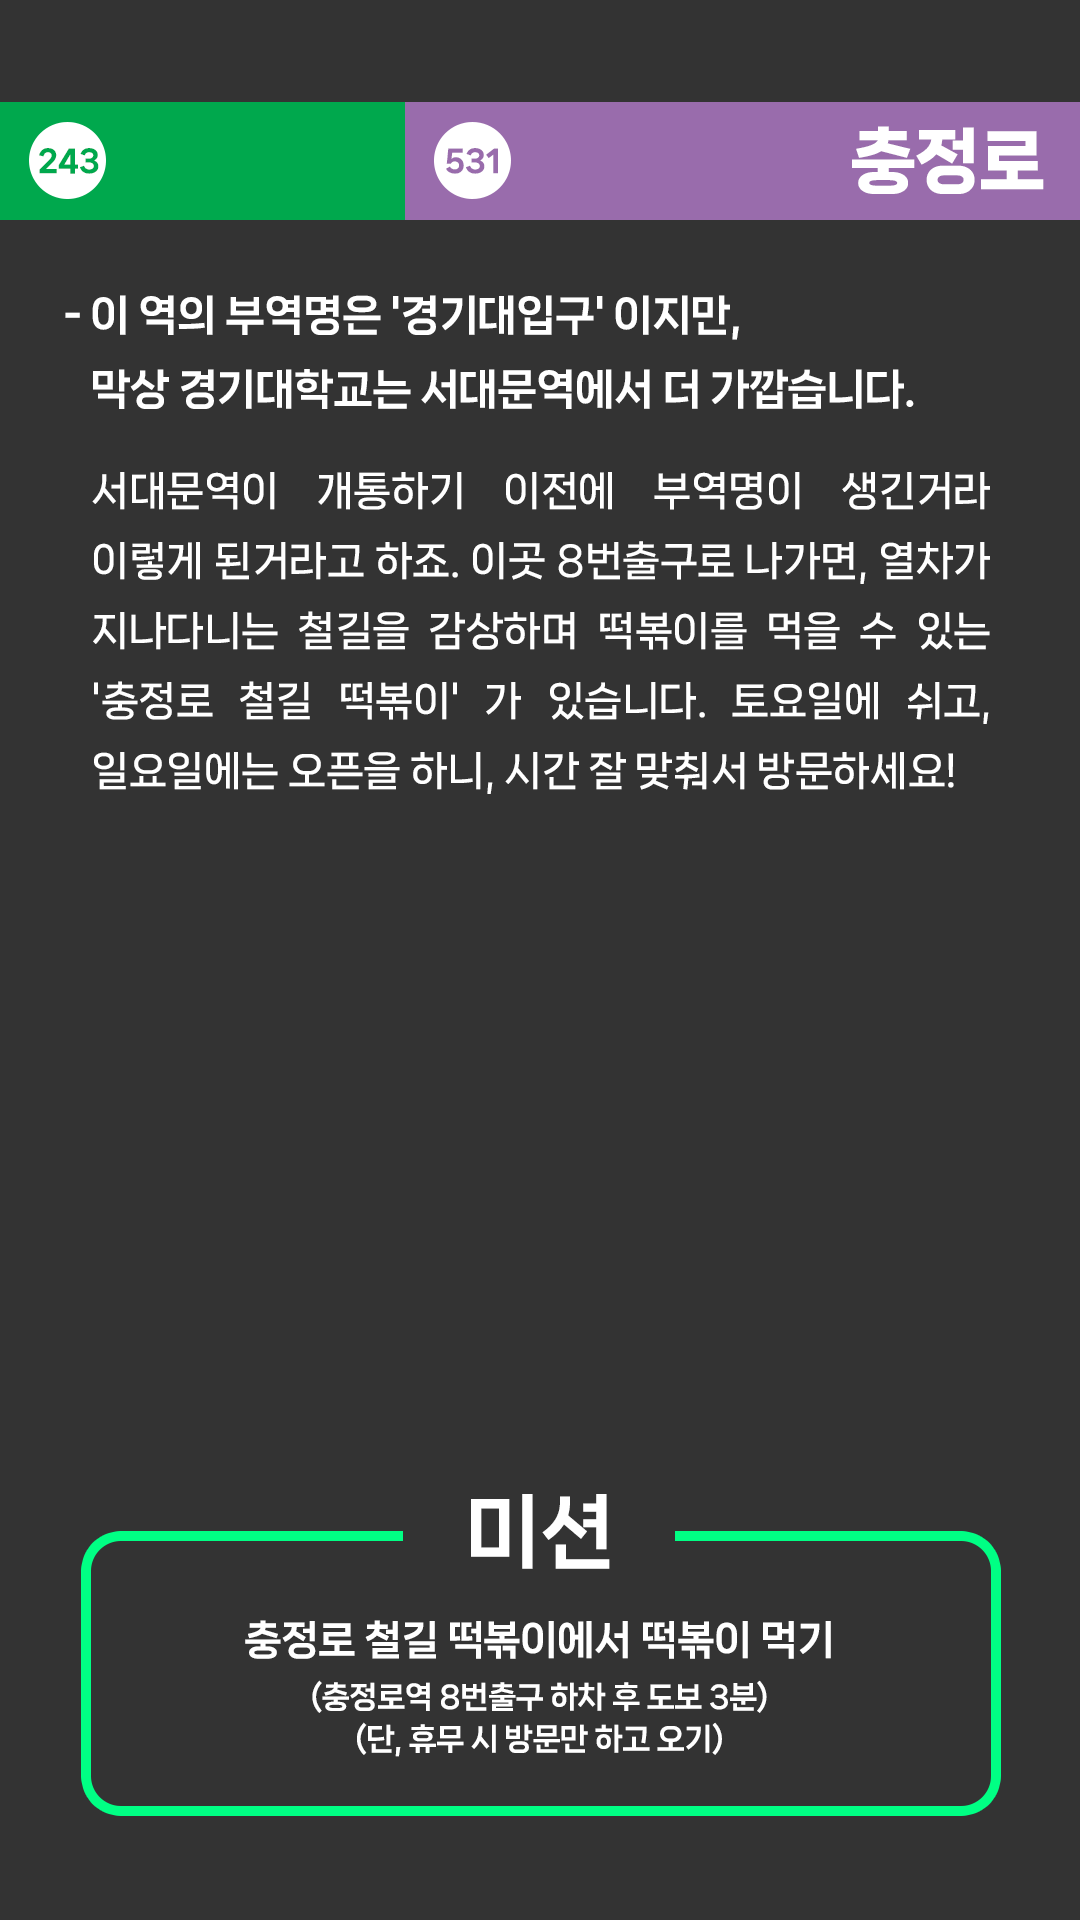 243
531
충정로
- 이 역의 부역명은 '경기대입구' 이지만,
막상 경기대학교는 서대문역에서 더 가깝습니다.
서대문역이 개통하기 이전에 부역명이 생긴거라
이렇게 된거라고 하죠. 이곳 8번출구로 나가면, 열차가
지나다니는 철길을 감상하며 떡볶이를 먹을 수 있는
'충정로 철길 떡볶이' 가 있습니다. 토요일에 쉬고,
일요일에는 오픈을 하니, 시간 잘 맞춰서 방문하세요!
미션
충정로 철길 떡볶이에서 떡볶이 먹기
(충정로역 8번출구 하차 후 도보 3분)
(단, 휴무 시 방문만 하고 오기)